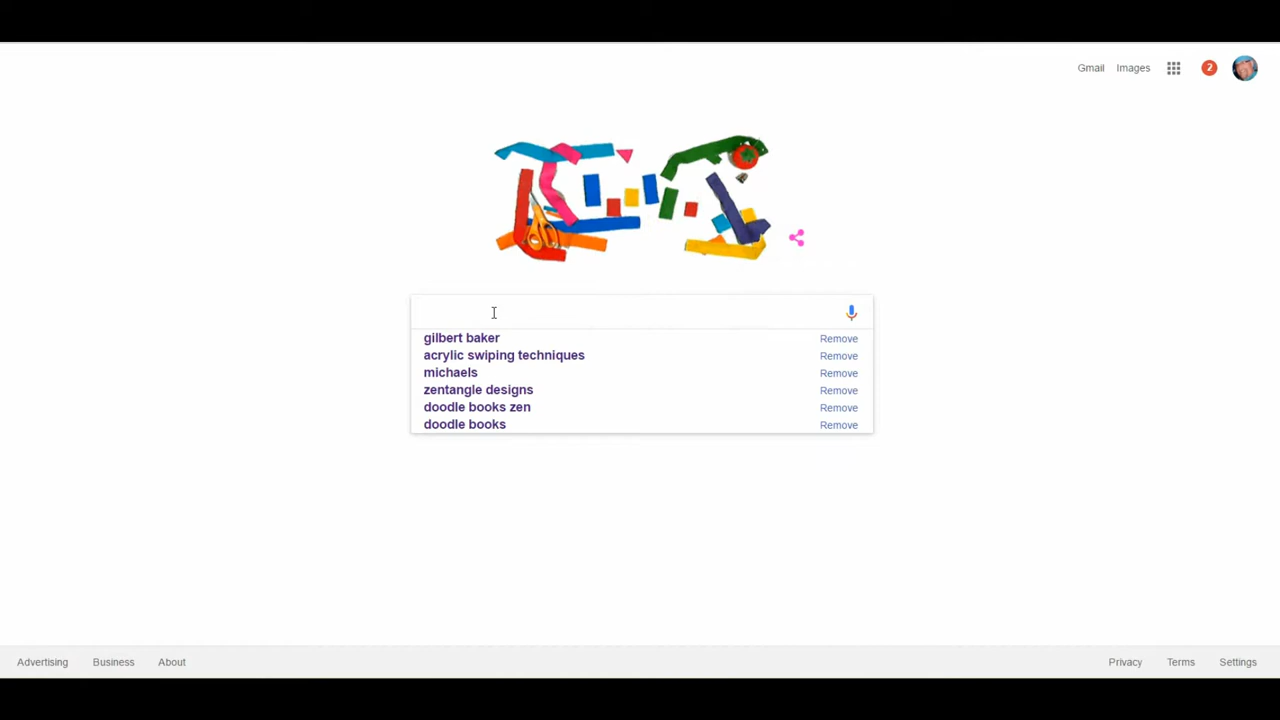 Gmail Images 2
gilbert baker Remove
acrylic swiping techniques Remove
michaels Remove
zentangle designs Remove
doodle books zen Remove
doodle books Remove
Advertising Business About Privacy Terms Settings